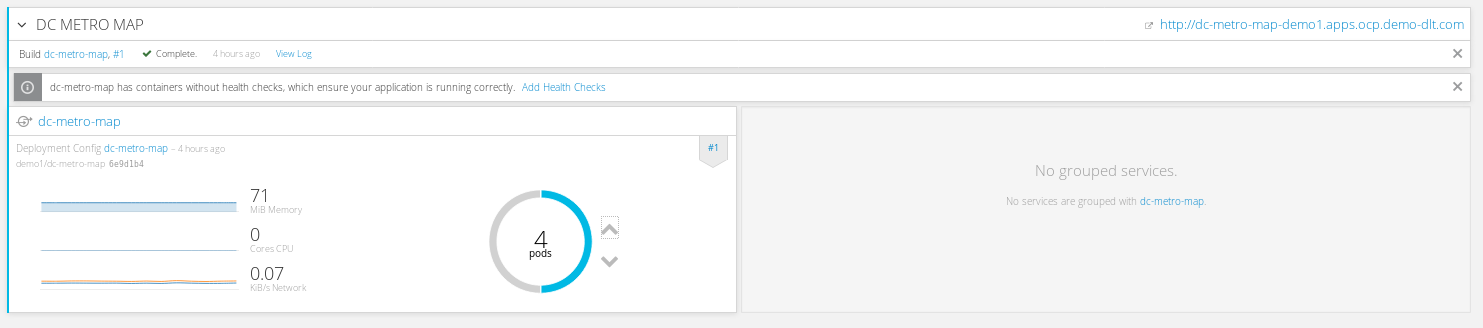 DC METRO MAP
http://dc-metro-map-demo1.apps.ocp.demo-dlt.com
Build dc-metro-map, #1 Complete. 4 hours ago View Log
dc-metro-map has containers without health checks, which ensure your application is running correctly. Add Health Checks
dc-metro-map
Deployment Config dc-metro-map – 4 hours ago
demo1/dc-metro-map 6e9d1b4
#1
71
MiB Memory
0
Cores CPU
0.07
KiB/s Network
4
pods
No grouped services.
No services are grouped with dc-metro-map.